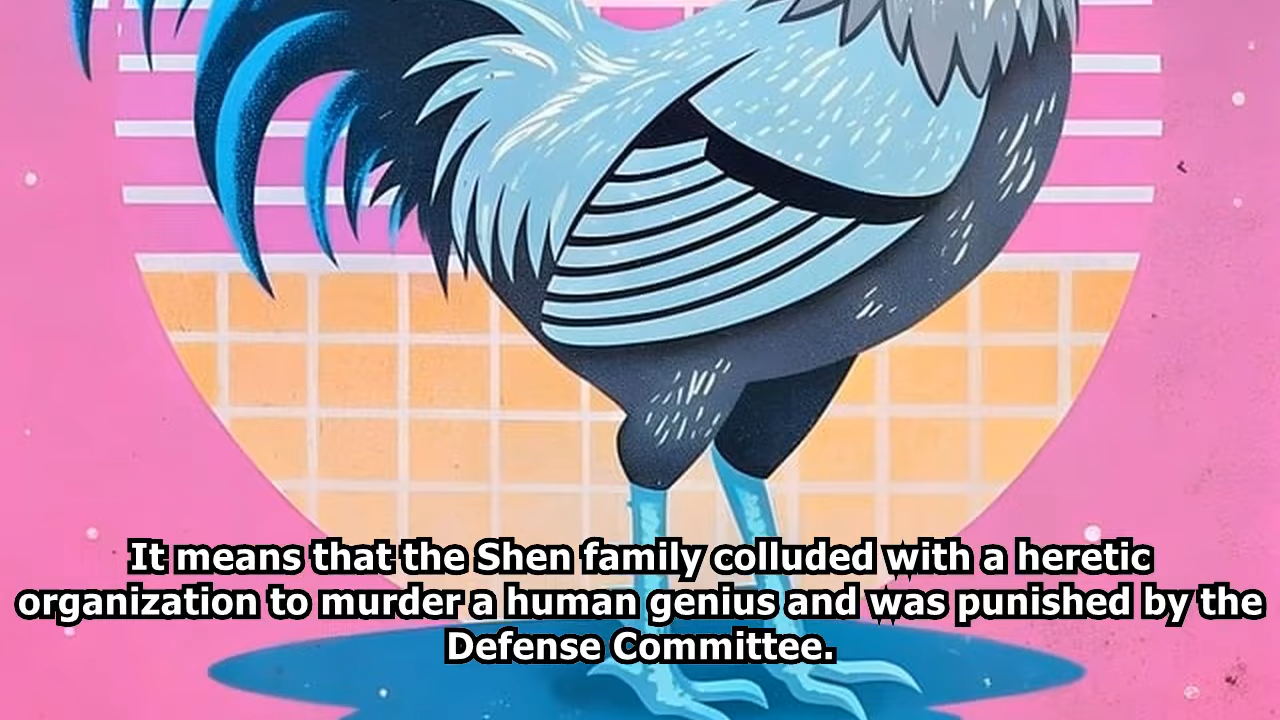 It means that the Shen family colluded with a heretic
organization to murder a human genius and was punished by the
Defense Committee.